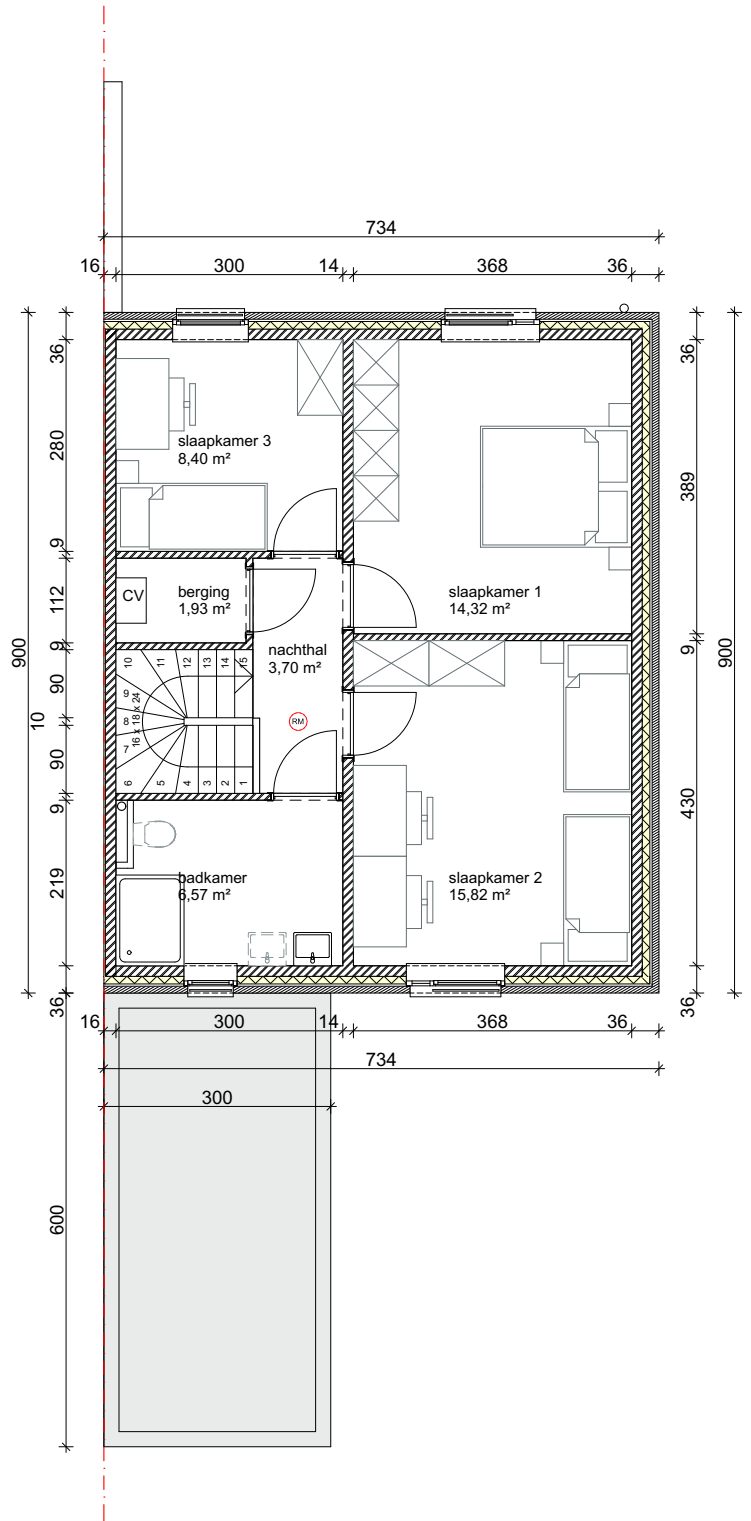 734
16 300 14 368 36
36
280
9
112
9
90
10
90
9
219
36
900
600
36
389
9
430
36
900
slaapkamer 3
8,40 m²
CV
berging
1,93 m²
slaapkamer 1
14,32 m²
nachthal
3,70 m²
10 11 12 13 14 15
9
8
7
6 5 4 3 2 1
16 x 18 x 24
RM
badkamer
6,57 m²
slaapkamer 2
15,82 m²
16 300 14 368 36
734
300